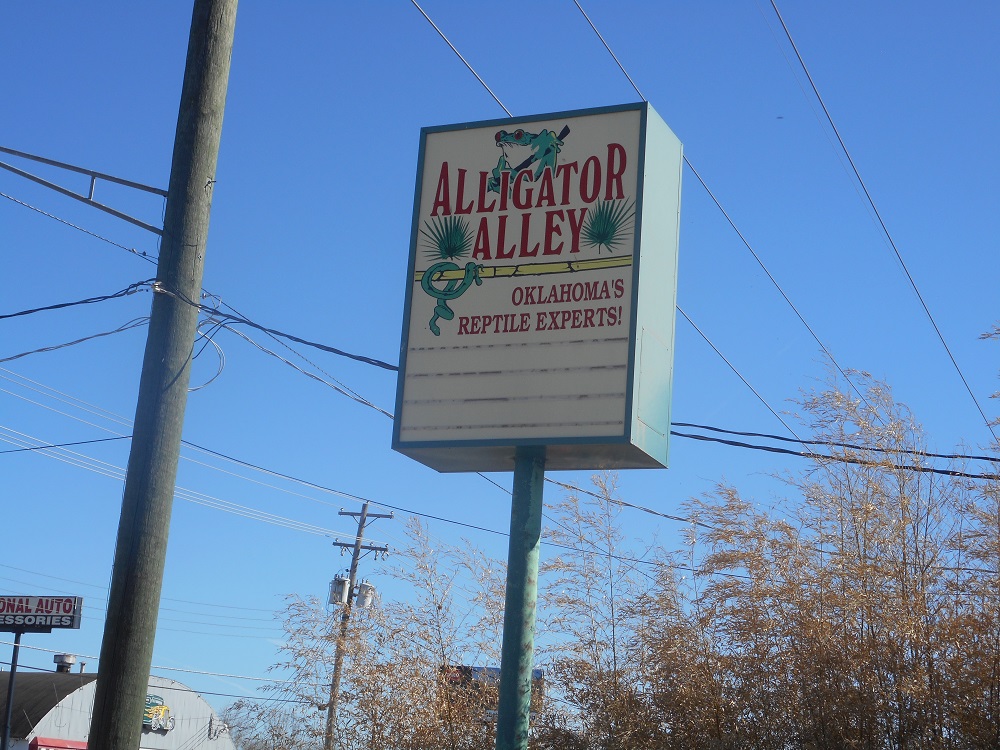 ALLIGATOR
ALLEY
OKLAHOMA'S
REPTILE EXPERTS!
ONAL AUTO
ESSORIES